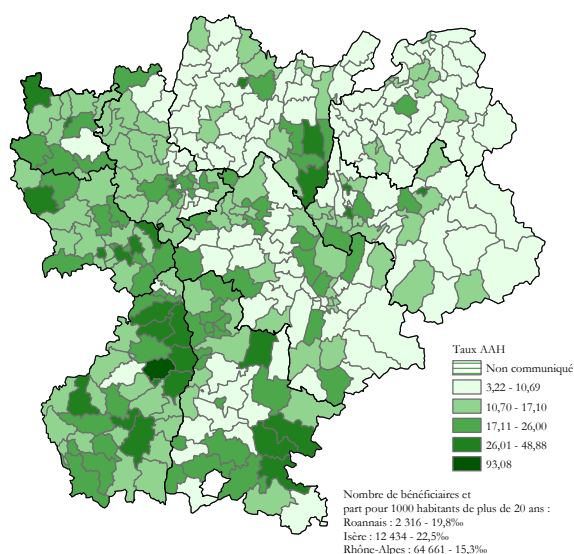 Taux AAH
Non communiqué
3,22 - 10,69
10,70 - 17,10
17,11 - 26,00
26,01 - 48,88
93,08
Nombre de bénéficiaires et
part pour 1000 habitants de plus de 20 ans :
Roannais : 2 316 - 19,8‰
Isère : 12 434 - 22,5‰
Rhône-Alpes : 64 661 - 15,3‰